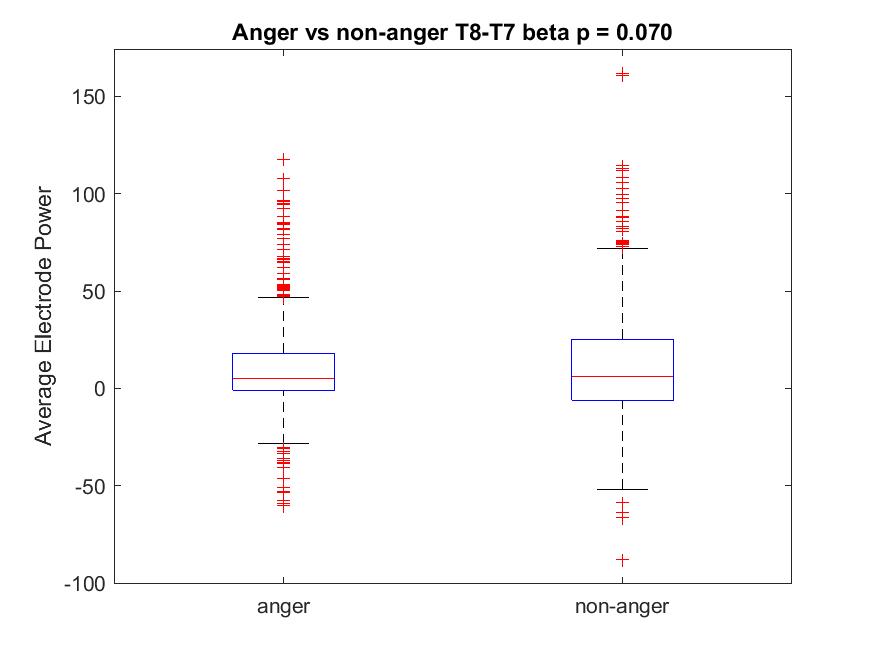 Anger vs non-anger T8-T7 beta p = 0.070
Average Electrode Power
150
100
50
0
-50
-100
anger
non-anger